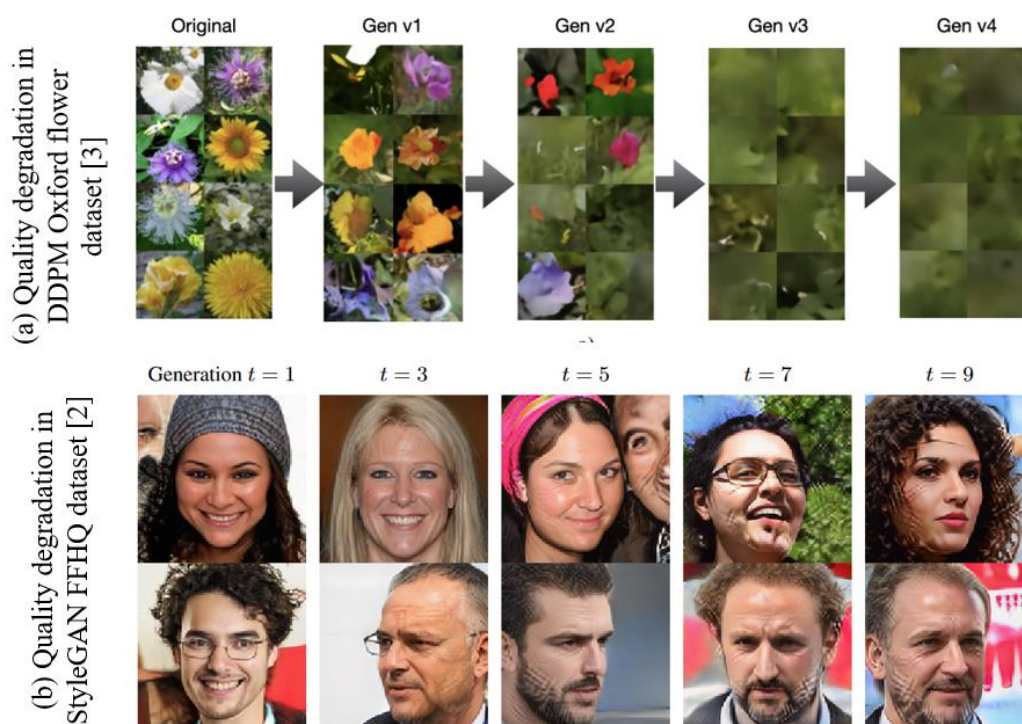 Original Gen v1 Gen v2 Gen v3 Gen v4
(a) Quality degradation in
DDPM Oxford flower
dataset [3]
Generation t = 1 t = 3 t = 5 t = 7 t = 9
(b) Quality degradation in
StyleGAN FFHQ dataset [2]